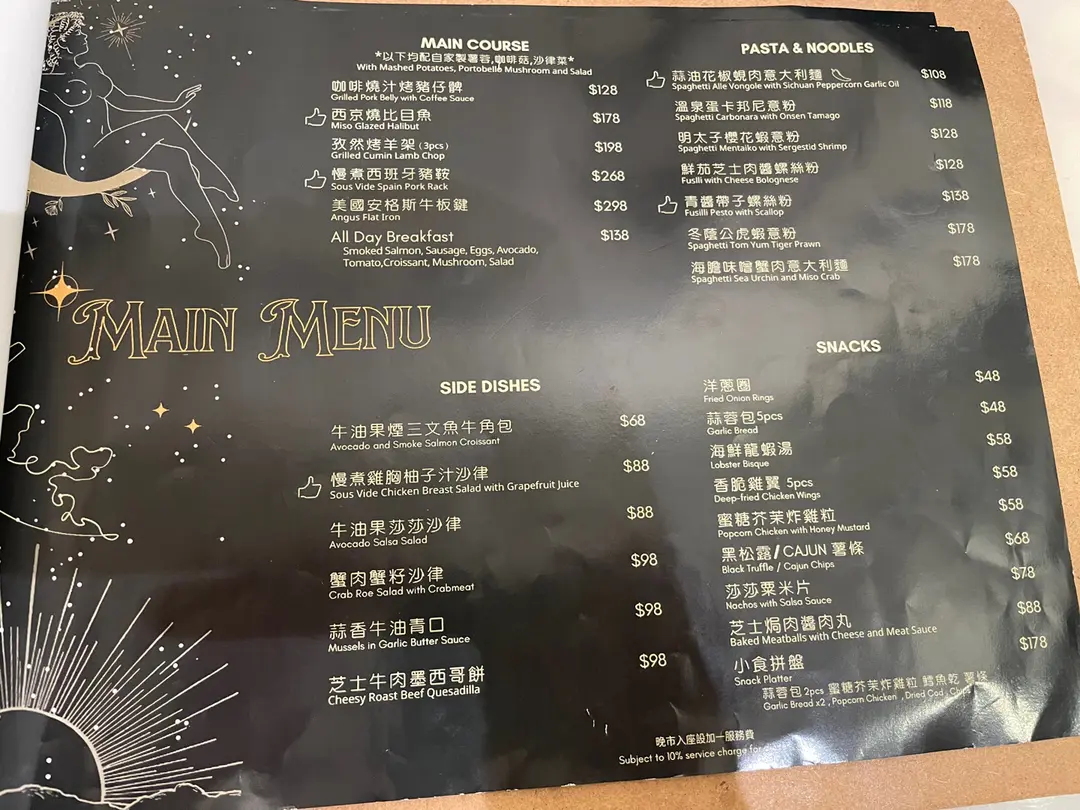 MAIN COURSE
*以下均配自家製薯蓉,咖啡菇,沙律菜*
With Mashed Potatoes, Portobello Mushroom and Salad
咖啡燒汁烤豬仔髀 $128
Grilled Pork Belly with Coffee Sauce
西京燒比目魚 $178
Miso Glazed Halibut
孜然烤羊架 (3pcs) $198
Grilled Cumin Lamb Chop
慢煮西班牙豬鞍 $268
Sous Vide Spain Pork Rack
美國安格斯牛板鍵 $298
Angus Flat Iron
All Day Breakfast $138
Smoked Salmon, Sausage, Eggs, Avocado,
Tomato,Croissant, Mushroom, Salad
PASTA & NOODLES
蒜油花椒蜆肉意大利麵 $108
Spaghetti Alle Vongole with Sichuan Peppercorn Garlic Oil
溫泉蛋卡邦尼意粉 $118
Spaghetti Carbonara with Onsen Tamago
明太子櫻花蝦意粉 $128
Spaghetti Mentaiko with Sergestid Shrimp
鮮茄芝士肉醬螺絲粉 $128
Fusilli with Cheese Bolognese
青醬帶子螺絲粉 $138
Fusilli Pesto with Scallop
冬蔭公虎蝦意粉 $178
Spaghetti Tom Yum Tiger Prawn
海膽味噌蟹肉意大利麵 $178
Spaghetti Sea Urchin and Miso Crab
MAIN MENU
SIDE DISHES
牛油果煙三文魚牛角包 $68
Avocado and Smoke Salmon Croissant
慢煮雞胸柚子汁沙律 $88
Sous Vide Chicken Breast Salad with Grapefruit Juice
牛油果莎莎沙律 $88
Avocado Salsa Salad
蟹肉蟹籽沙律 $98
Crab Roe Salad with Crabmeat
蒜香牛油青口 $98
Mussels in Garlic Butter Sauce
芝士牛肉墨西哥餅 $98
Cheesy Roast Beef Quesadilla
SNACKS
洋蔥圈 $48
Fried Onion Rings
蒜蓉包5pcs $48
Garlic Bread
海鮮龍蝦湯 $58
Lobster Bisque
香脆雞翼 5pcs $58
Deep-fried Chicken Wings
蜜糖芥茉炸雞粒 $58
Popcorn Chicken with Honey Mustard
黑松露/CAJUN 薯條 $68
Black Truffle / Cajun Chips
莎莎粟米片 $78
Nachos with Salsa Sauce
芝士焗肉醬肉丸 $88
Baked Meatballs with Cheese and Meat Sauce
小食拼盤 $178
Snack Platter
蒜蓉包2pcs 蜜糖芥茉炸雞粒 鱈魚乾 薯條
Garlic Bread x2 , Popcorn Chicken , Dried Cod , Chips
晚市入座設加一服務費
Subject to 10% service charge for